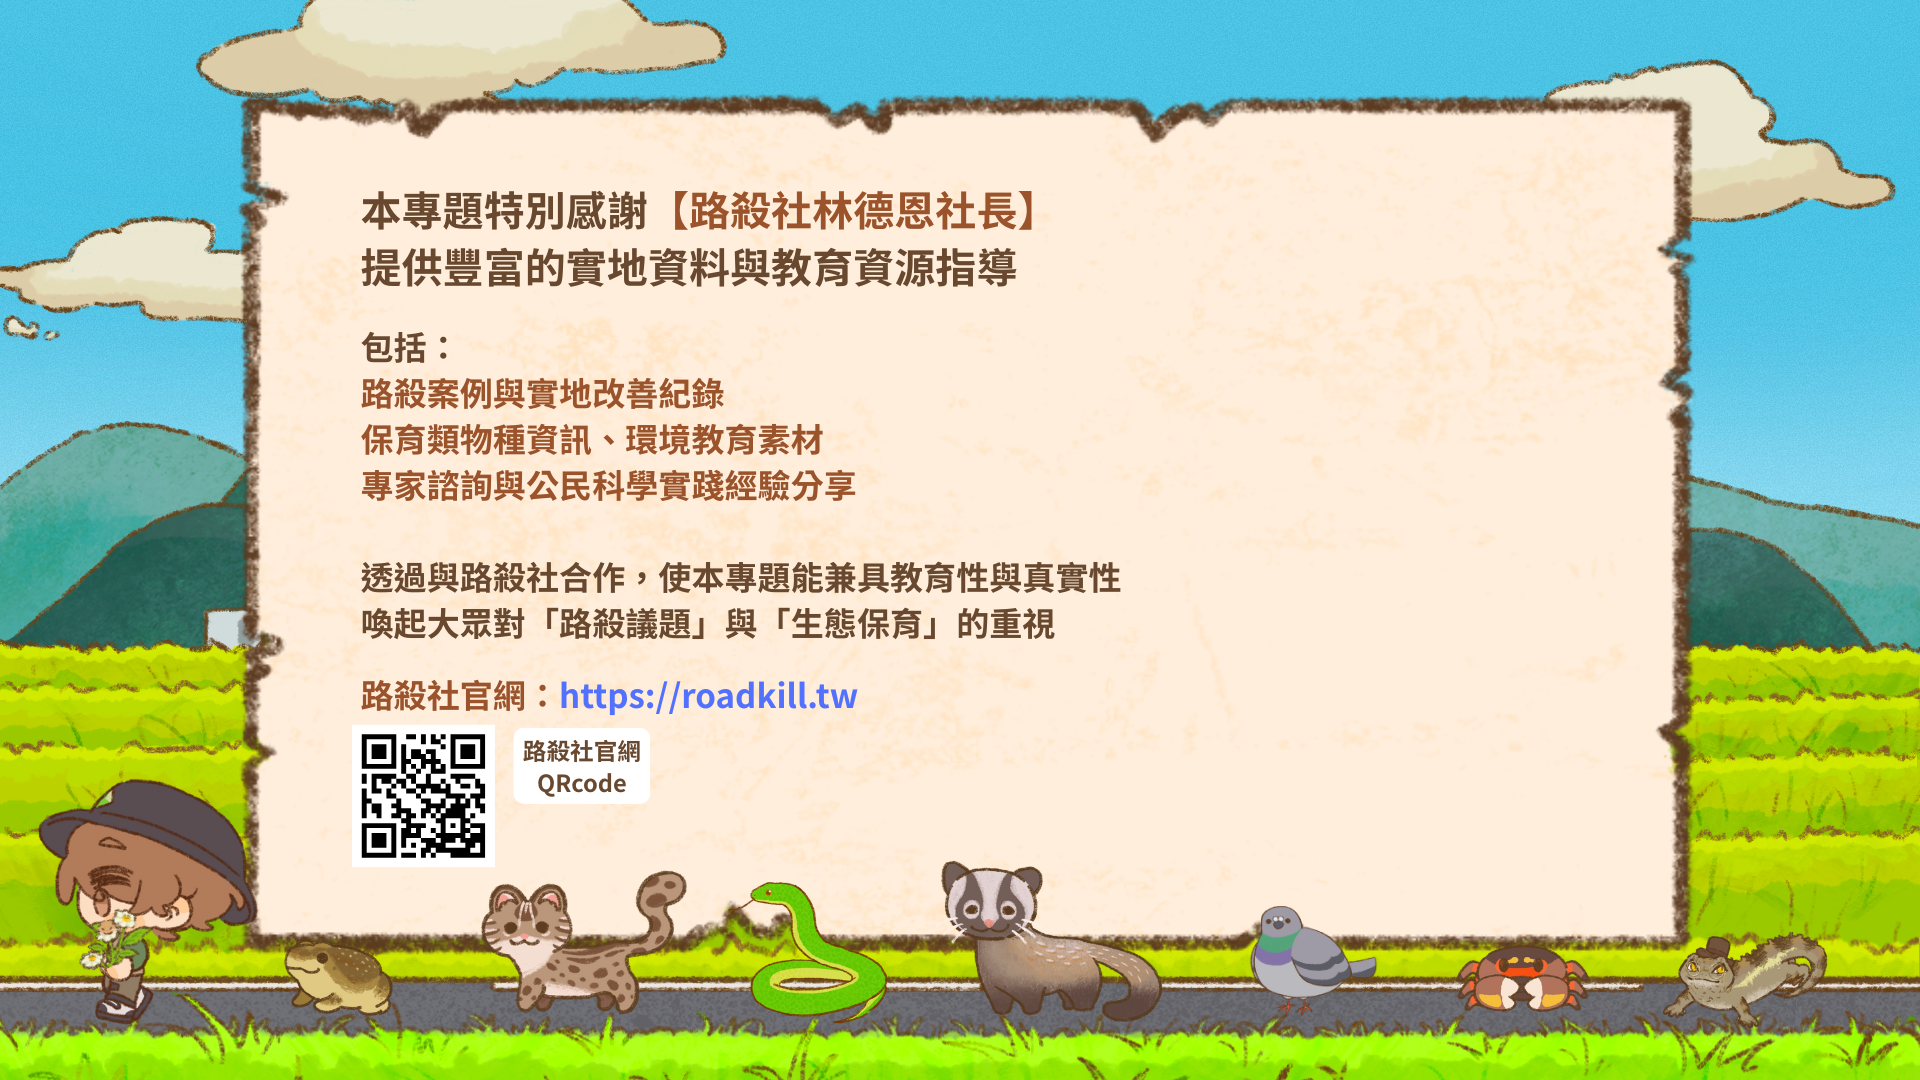 本專題特別感謝【路殺社林德恩社長】
提供豐富的實地資料與教育資源指導
包括：
路殺案例與實地改善紀錄
保育類物種資訊、環境教育素材
專家諮詢與公民科學實踐經驗分享
透過與路殺社合作，使本專題能兼具教育性與真實性
喚起大眾對「路殺議題」與「生態保育」的重視
路殺社官網：https://roadkill.tw
路殺社官網
QRcode